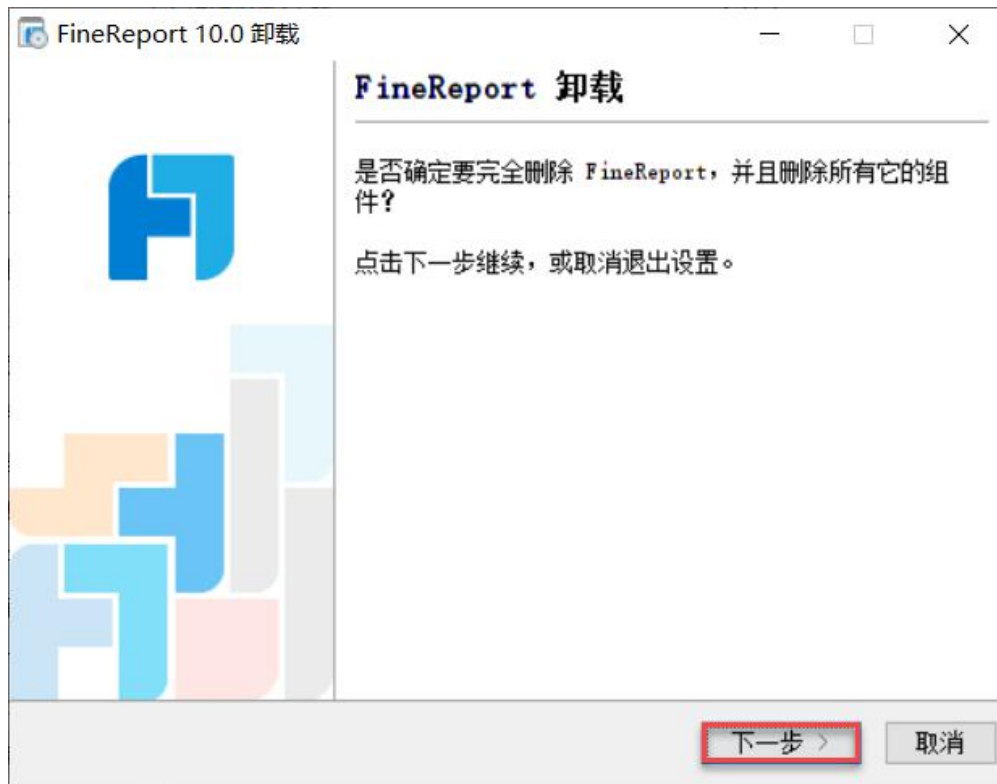 FineReport 10.0 卸载
FineReport 卸载
是否确定要完全删除 FineReport，并且删除所有它的组
件？
点击下一步继续，或取消退出设置。
下一步 >
取消